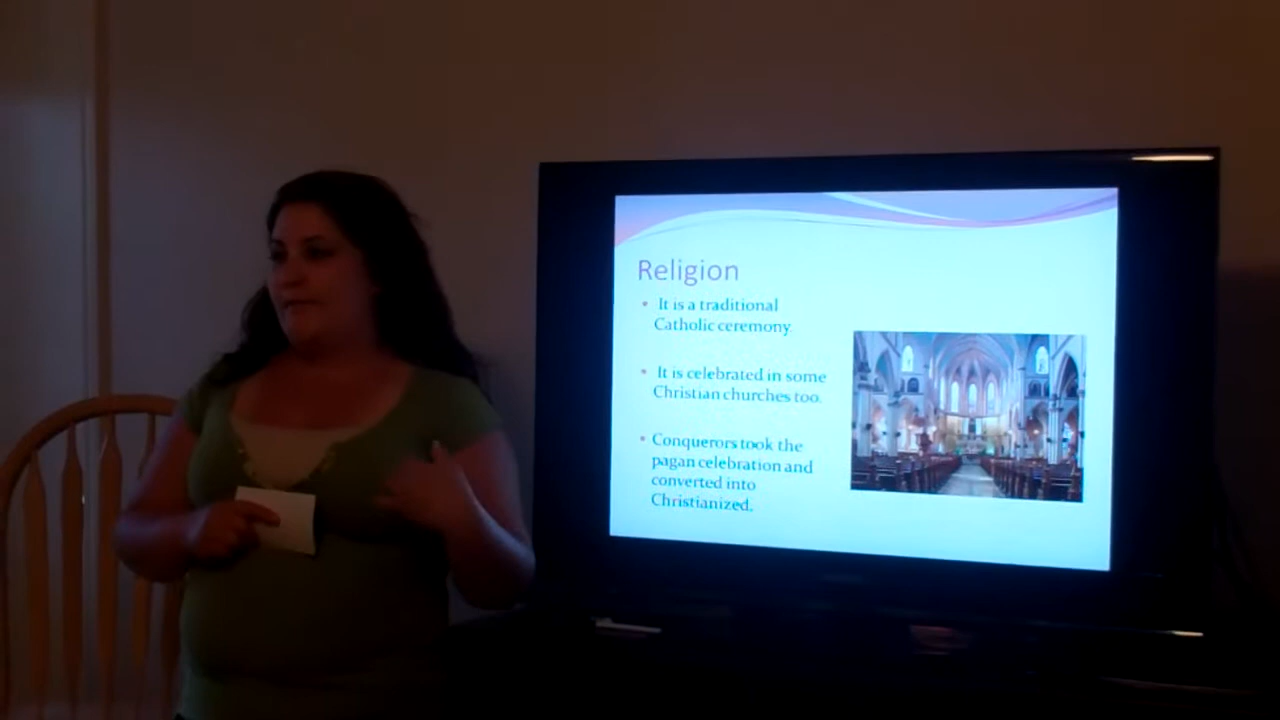 Religion
• It is a traditional
Catholic ceremony
• It is celebrated in some
Christian churches too.
• Conquerors took the
pagan celebration and
converted into
Christianized.